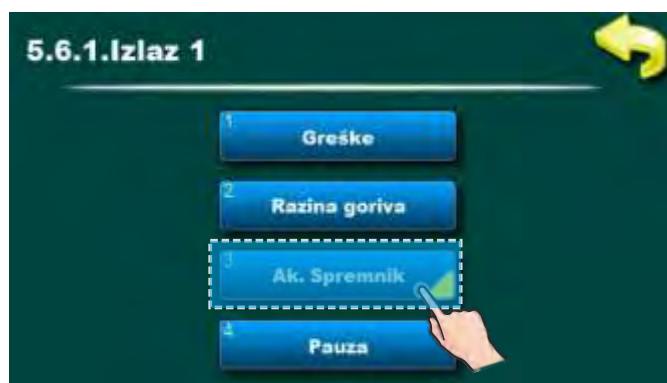 5.6.1.Izlaz 1
1
Greške
2
Razina goriva
3
Ak. Spremnik
4
Pauza